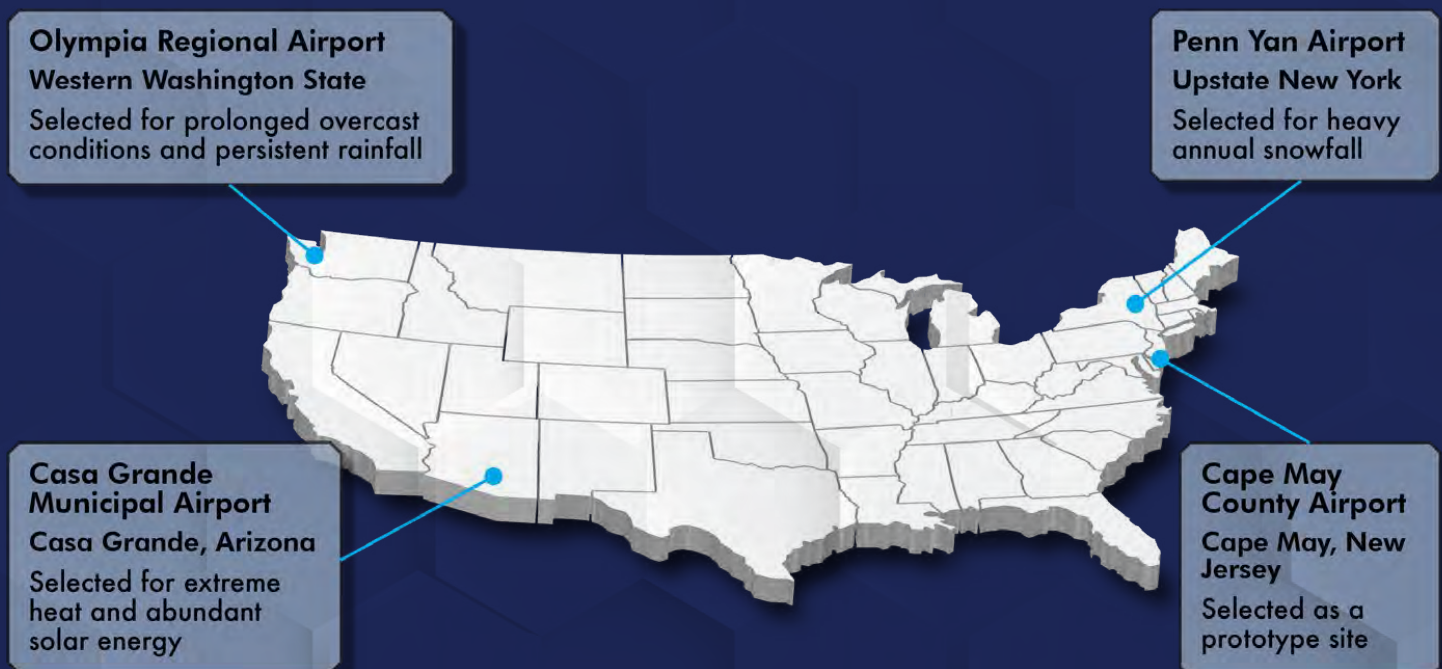 Olympia Regional Airport
Western Washington State
Selected for prolonged overcast
conditions and persistent rainfall
Penn Yan Airport
Upstate New York
Selected for heavy
annual snowfall
Casa Grande
Municipal Airport
Casa Grande, Arizona
Selected for extreme
heat and abundant
solar energy
Cape May
County Airport
Cape May, New
Jersey
Selected as a
prototype site